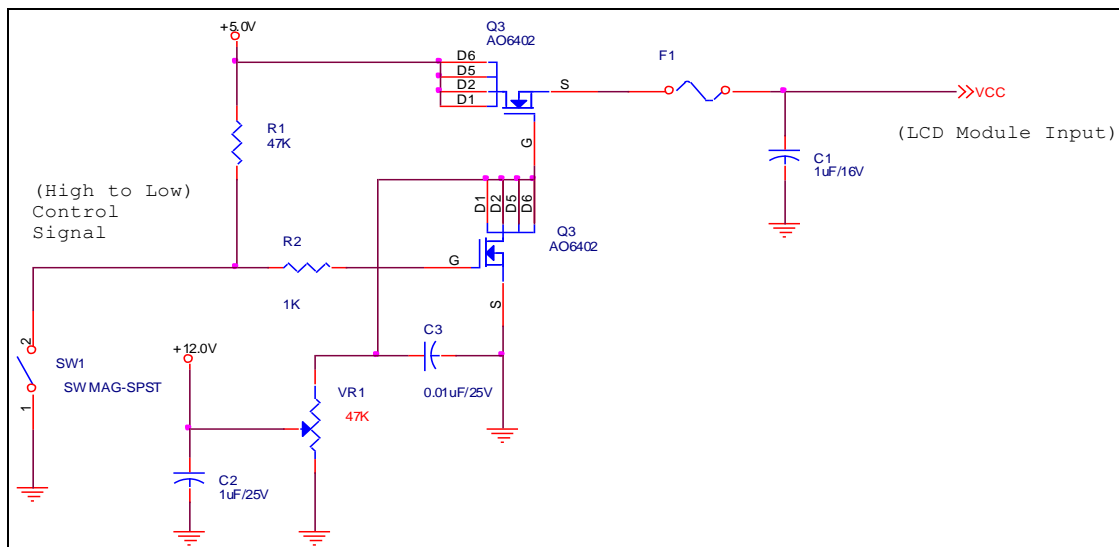 Q3
+5.0V
AO6402
D6
F1
D5
D2
S
VCC
D1
(LCD Module Input)
R1
47K
G
C1
1uF/16V
(High to Low)
Control
Signal
D1
D2
D5
D6
Q3
AO6402
R2
G
1K
S
2
+12.0V
C3
SW1
SW MAG-SPST
VR1
0.01uF/25V
47K
1
C2
1uF/25V